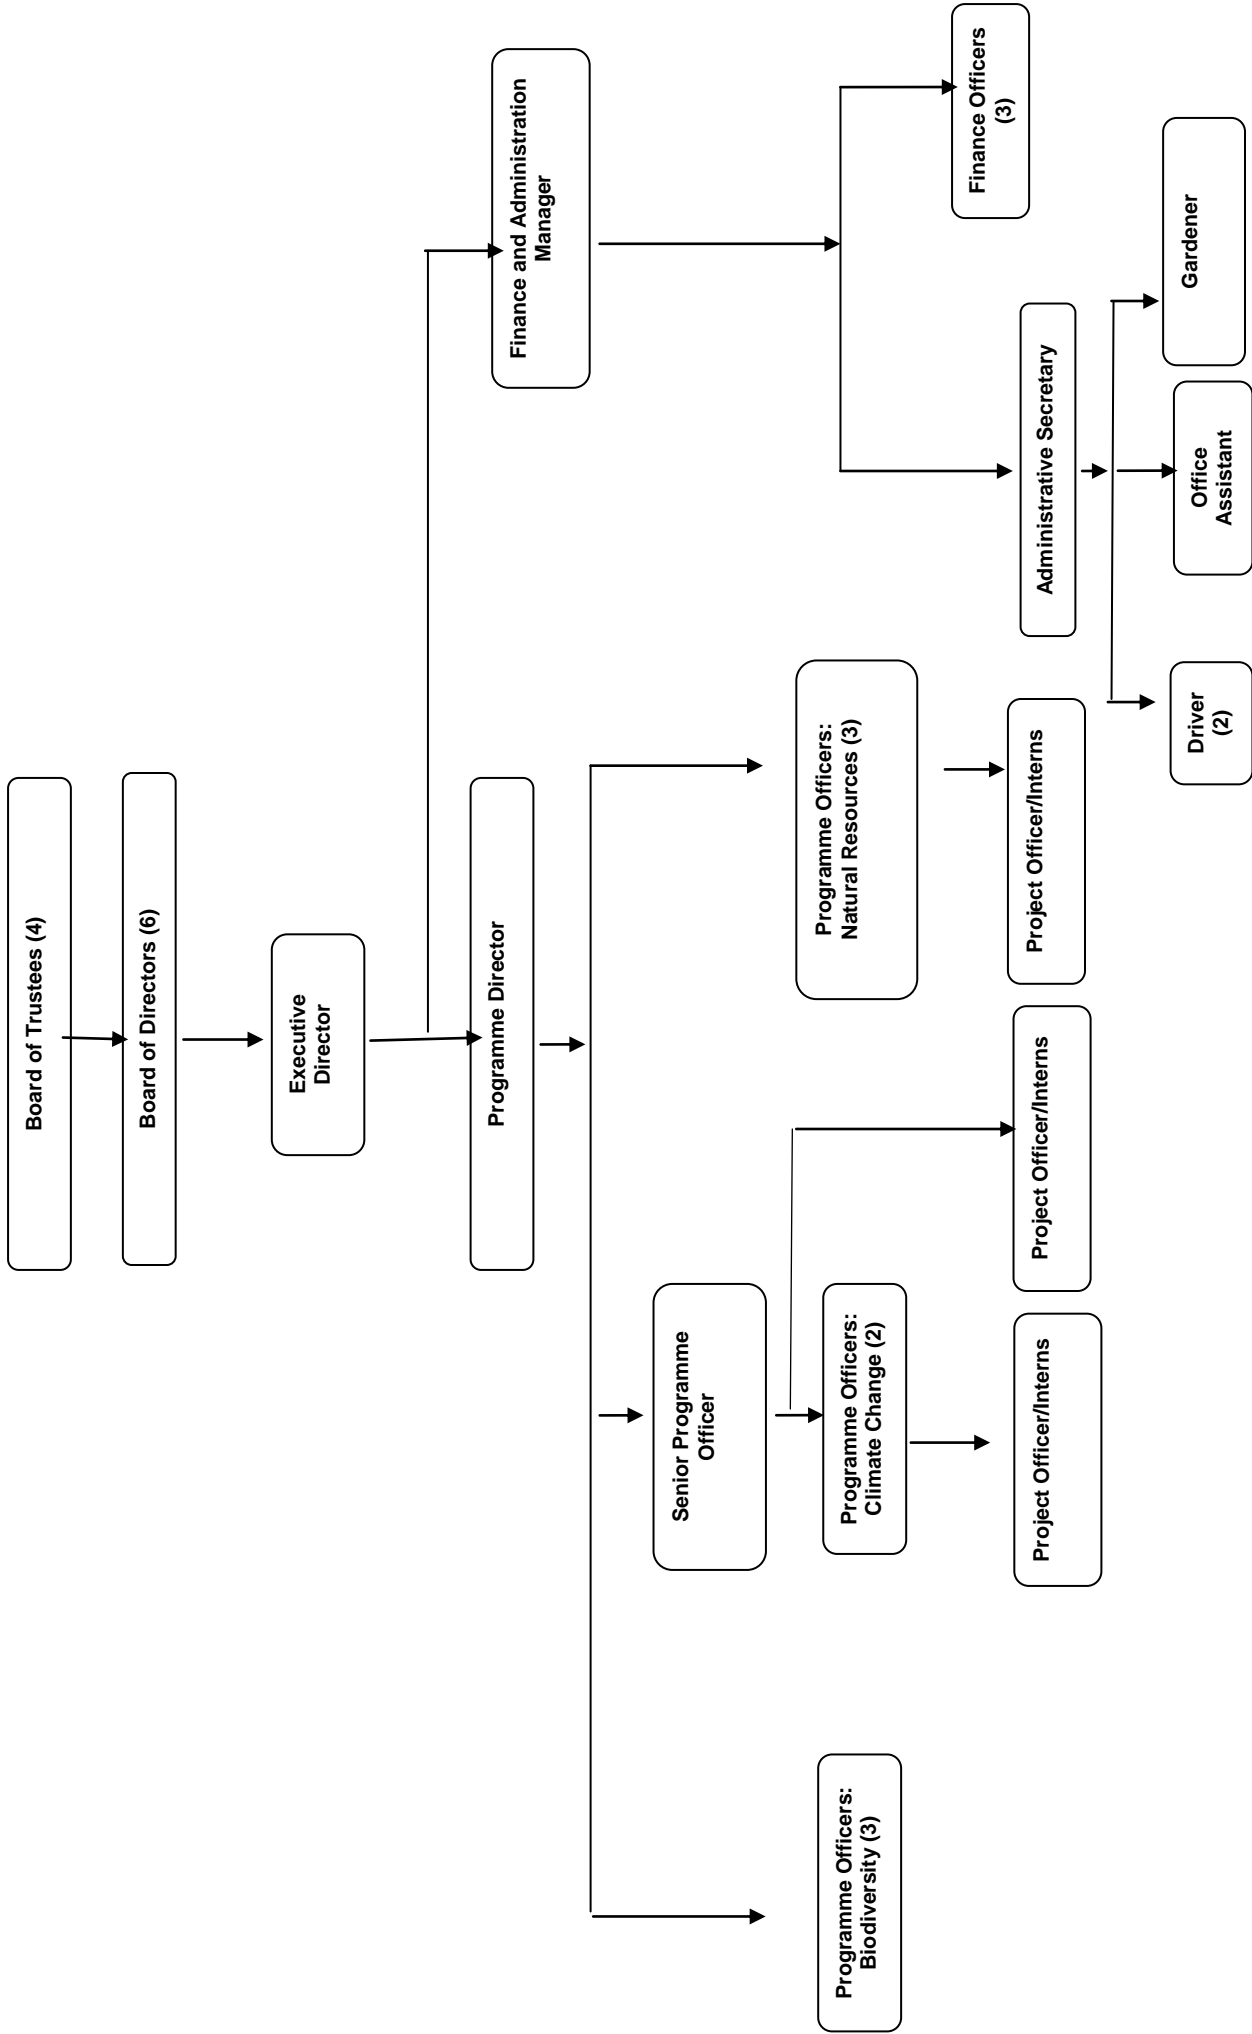 Board of Trustees (4)
Board of Directors (6)
Executive
Director
Programme Director
Finance and Administration
Manager
Senior Programme
Officer
Programme Officers:
Biodiversity (3)
Programme Officers:
Climate Change (2)
Programme Officers:
Natural Resources (3)
Finance Officers
(3)
Project Officer/Interns
Project Officer/Interns
Project Officer/Interns
Administrative Secretary
Driver
(2)
Office
Assistant
Gardener